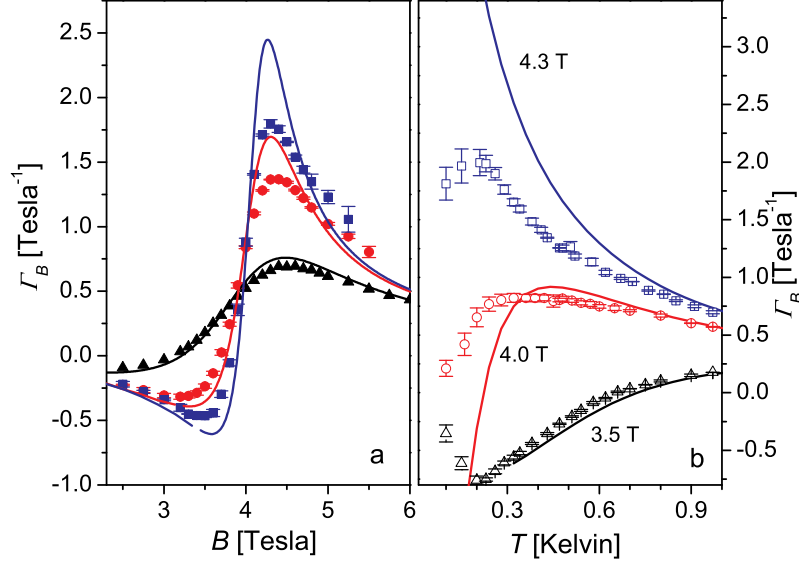 2.5
2.0
1.5
1.0
0.5
0.0
-0.5
-1.0
Γ_B [Tesla⁻¹]
3
4
5
6
B [Tesla]
a
4.3 T
4.0 T
3.5 T
b
0.3
0.6
0.9
T [Kelvin]
3.0
2.5
2.0
1.5
1.0
0.5
0.0
-0.5
Γ_B [Tesla⁻¹]